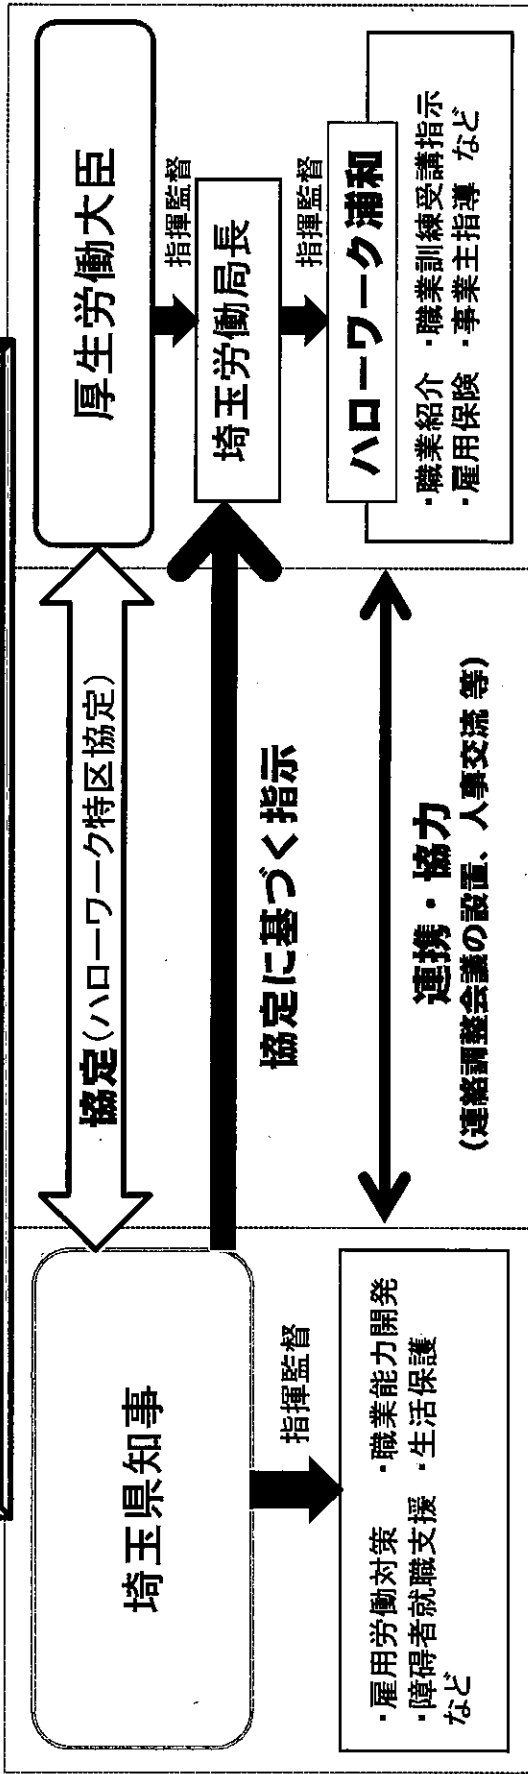 埼玉県知事
指揮監督
・雇用労働対策 ・職業能力開発
・障碍者就職支援 ・生活保護
など
協定(ハローワーク特区協定)
協定に基づく指示
連携・協力
(連絡調整会議の設置、人事交流 等)
厚生労働大臣
指揮監督
埼玉労働局長
指揮監督
ハローワーク浦和
・職業紹介 ・職業訓練受講指示
・雇用保険 ・事業主指導 など